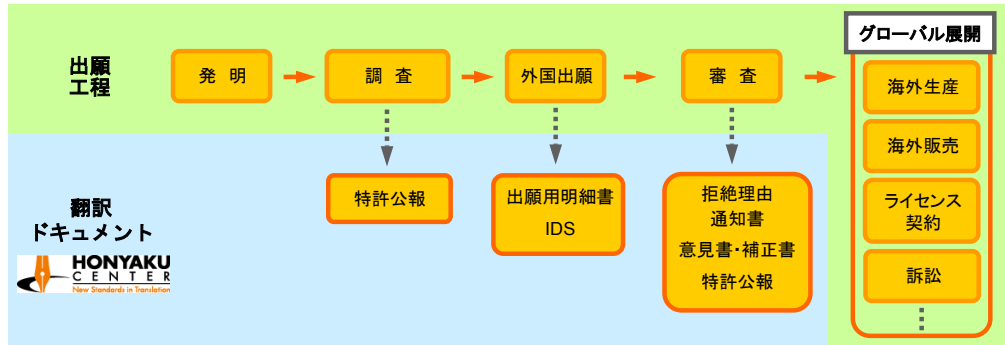 グローバル展開
出願
工程
発 明
調 査
外国出願
審 査
海外生産
海外販売
ライセンス
契約
訴訟
翻訳
ドキュメント
HONYAKU
CENTER
New Standards in Translation
特許公報
出願用明細書
IDS
拒絶理由
通知書
意見書・補正書
特許公報